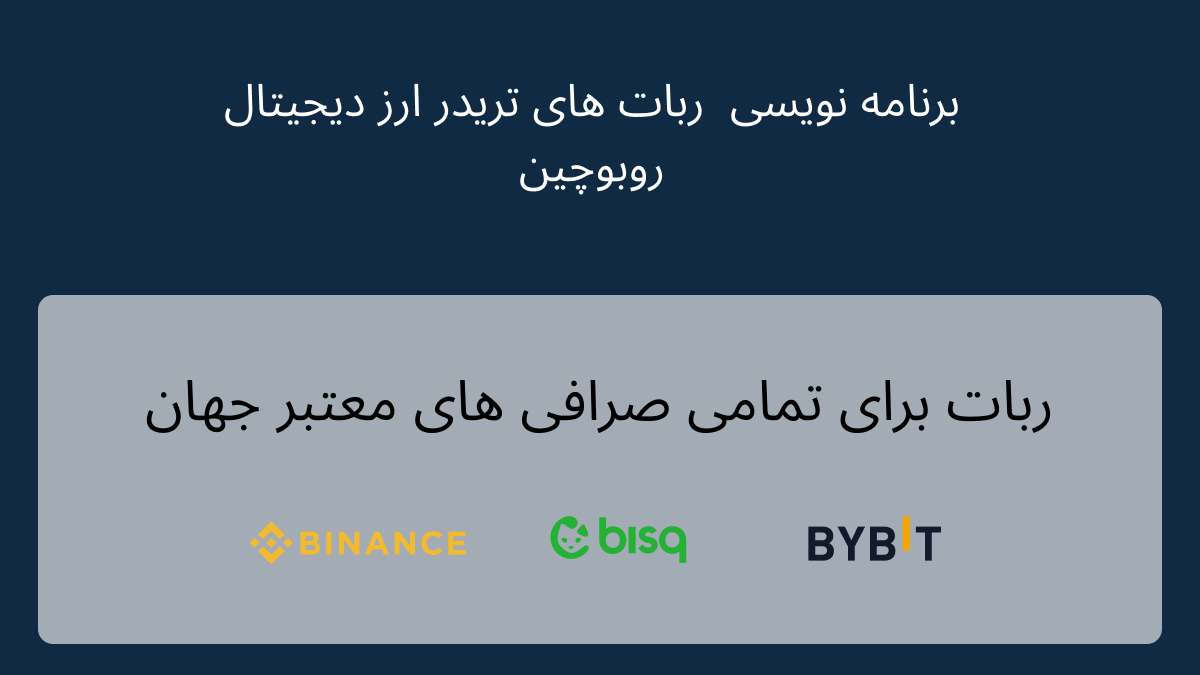 برنامه نویسی ربات های تریدر ارز دیجیتال
روبوچین
ربات برای تمامی صرافی های معتبر جهان
BINANCE
bisq
BYBIT